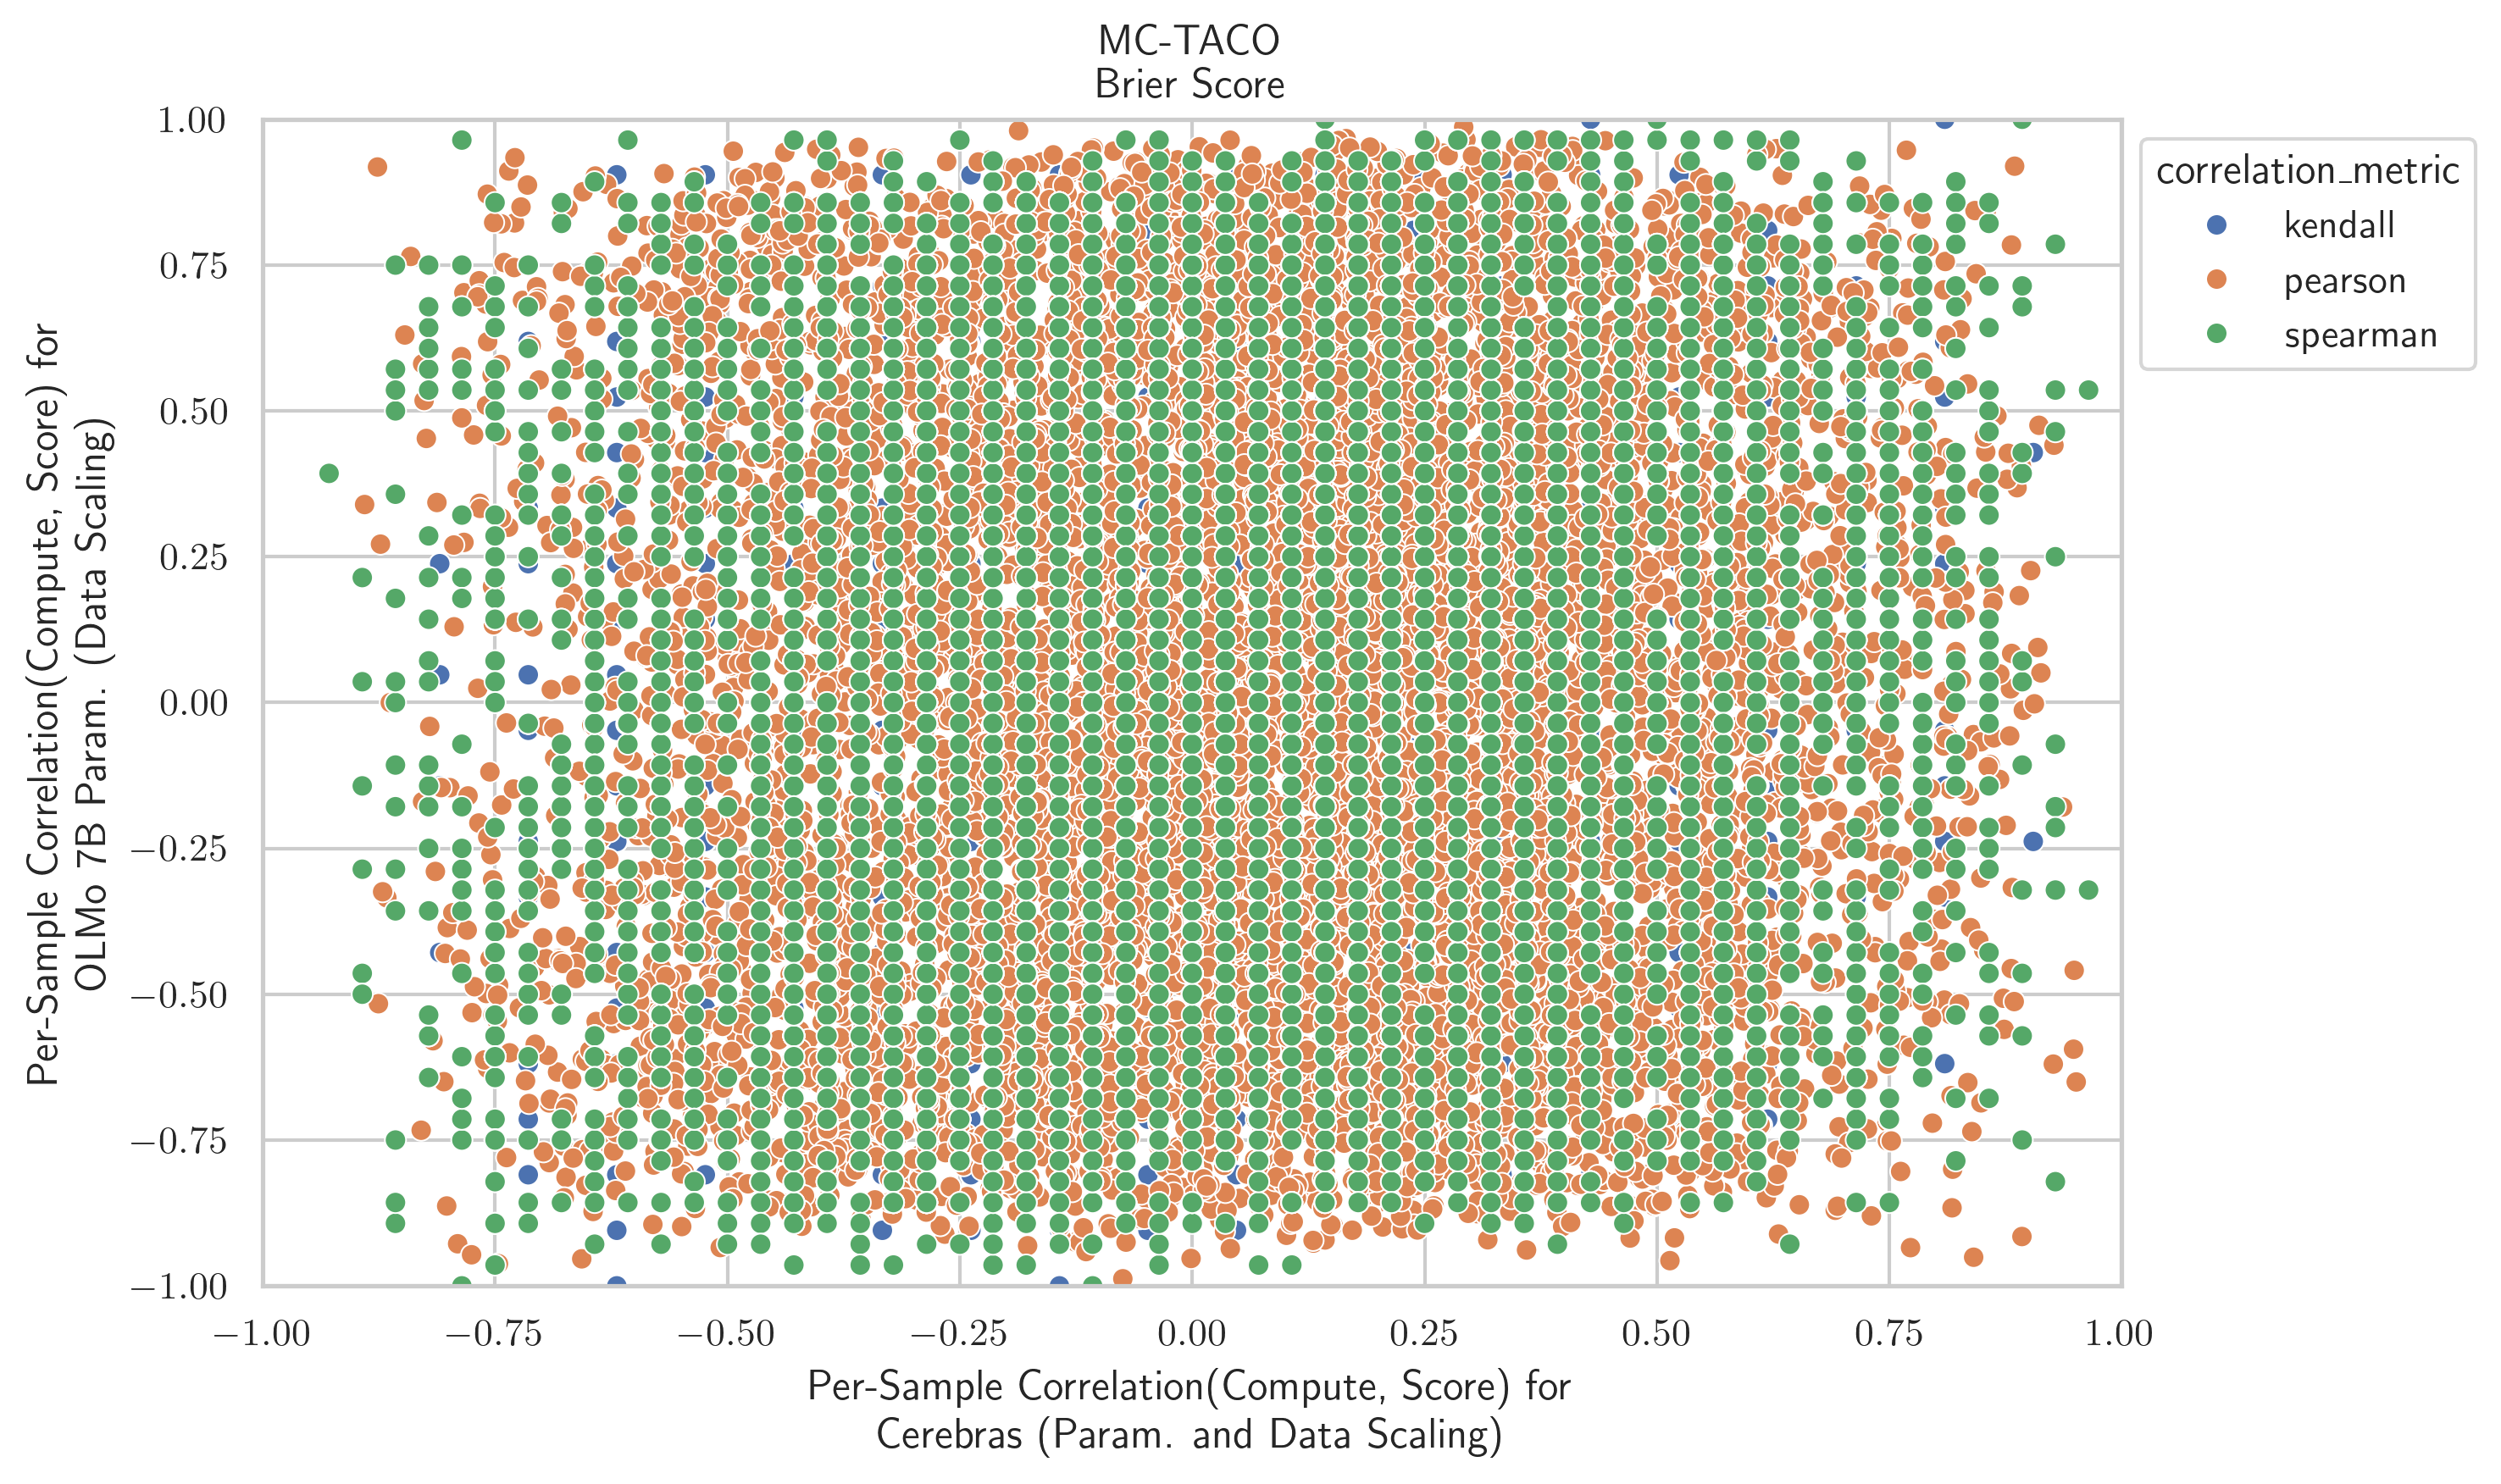 MC-TACO
Brier Score
Per-Sample Correlation(Compute, Score) for
OLMo 7B Param. (Data Scaling)
1.00
0.75
0.50
0.25
0.00
−0.25
−0.50
−0.75
−1.00
−1.00
−0.75
−0.50
−0.25
0.00
0.25
0.50
0.75
1.00
Per-Sample Correlation(Compute, Score) for
Cerebras (Param. and Data Scaling)
correlation_metric
kendall
pearson
spearman